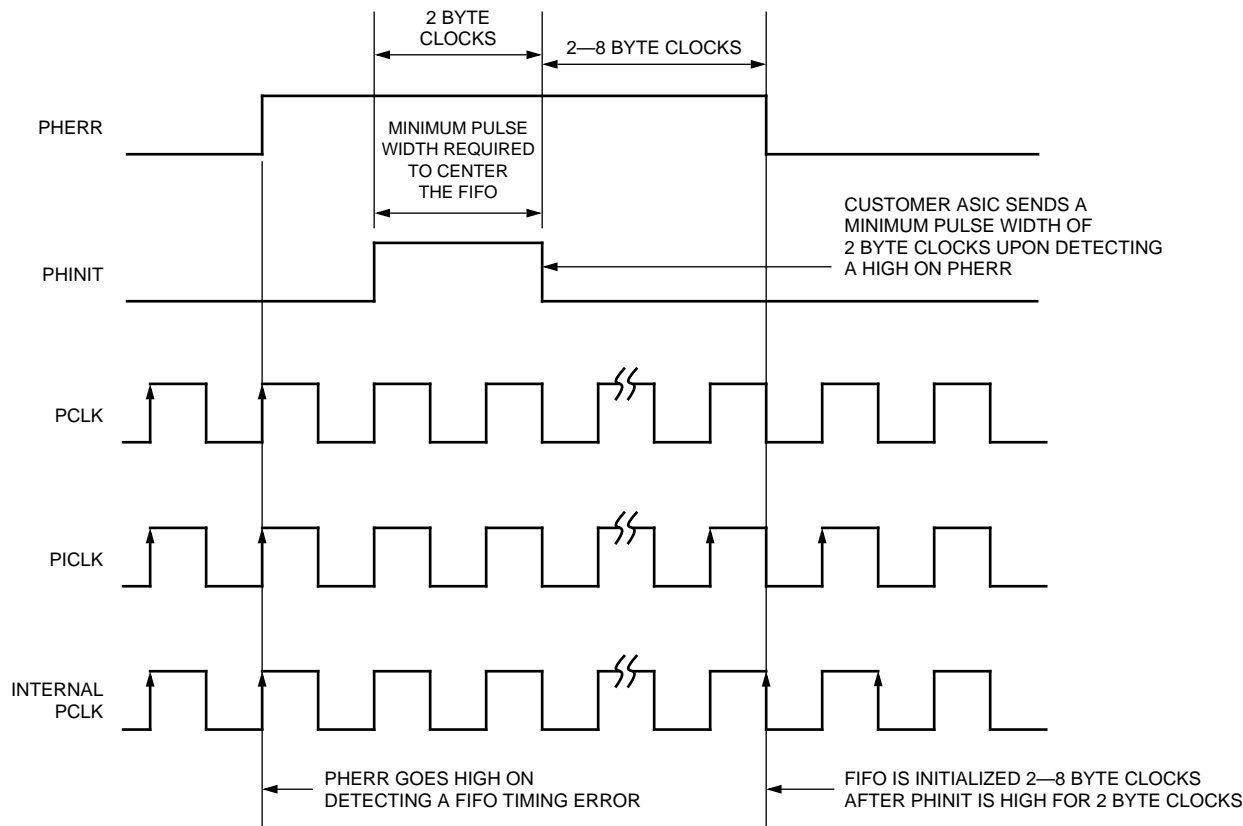 2 BYTE
CLOCKS
2—8 BYTE CLOCKS
PHERR
MINIMUM PULSE
WIDTH REQUIRED
TO CENTER
THE FIFO
CUSTOMER ASIC SENDS A
MINIMUM PULSE WIDTH OF
2 BYTE CLOCKS UPON DETECTING
A HIGH ON PHERR
PHINIT
PCLK
PICLK
INTERNAL
PCLK
PHERR GOES HIGH ON
DETECTING A FIFO TIMING ERROR
FIFO IS INITIALIZED 2—8 BYTE CLOCKS
AFTER PHINIT IS HIGH FOR 2 BYTE CLOCKS